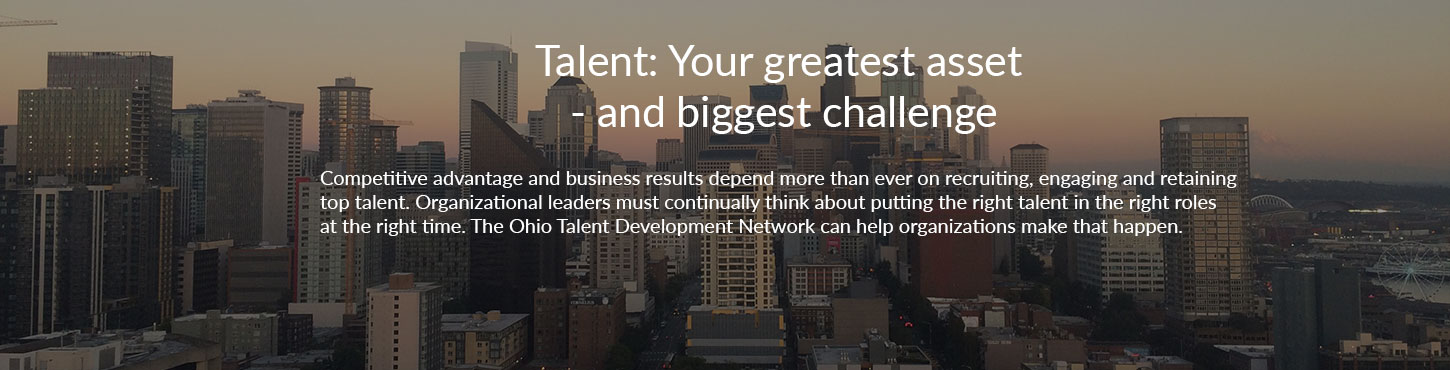 Talent: Your greatest asset
- and biggest challenge
Competitive advantage and business results depend more than ever on recruiting, engaging and retaining
top talent. Organizational leaders must continually think about putting the right talent in the right roles
at the right time. The Ohio Talent Development Network can help organizations make that happen.